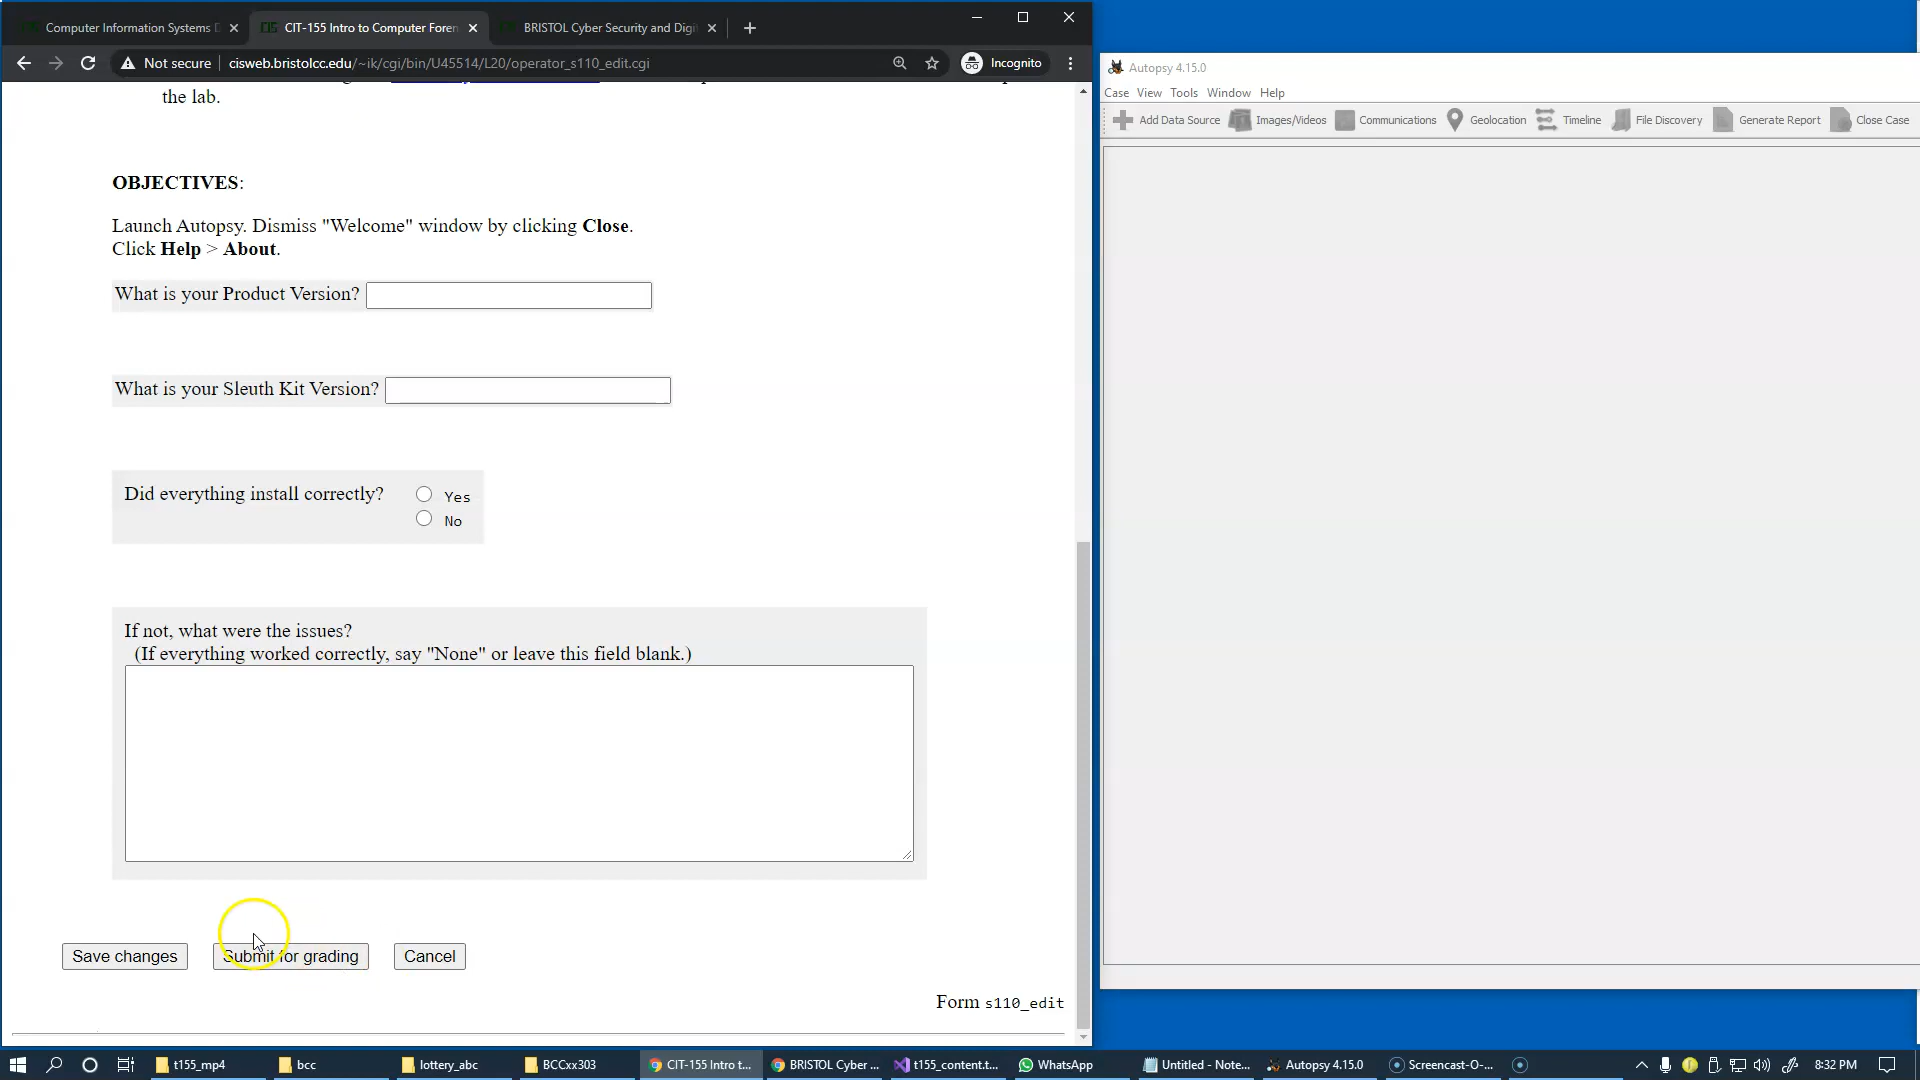 Computer Information Systems D
CIT-155 Intro to Computer Foren
BRISTOL Cyber Security and Digi
Not secure
cisweb.bristolcc.edu/~ik/cgi/bin/U45514/L20/operator_s110_edit.cgi
Incognito
the lab.
OBJECTIVES:
Launch Autopsy. Dismiss "Welcome" window by clicking Close.
Click Help > About.
What is your Product Version?
What is your Sleuth Kit Version?
Did everything install correctly?
Yes
No
If not, what were the issues?
(If everything worked correctly, say "None" or leave this field blank.)
Save changes
Submit for grading
Cancel
Form s110_edit
Autopsy 4.15.0
Case View Tools Window Help
Add Data Source Images/Videos Communications Geolocation Timeline File Discovery Generate Report Close Case
t155_mp4
bcc
lottery_abc
BCCxx303
CIT-155 Intro t...
BRISTOL Cyber ...
t155_content.t...
WhatsApp
Untitled - Note...
Autopsy 4.15.0
Screencast-O-...
8:32 PM